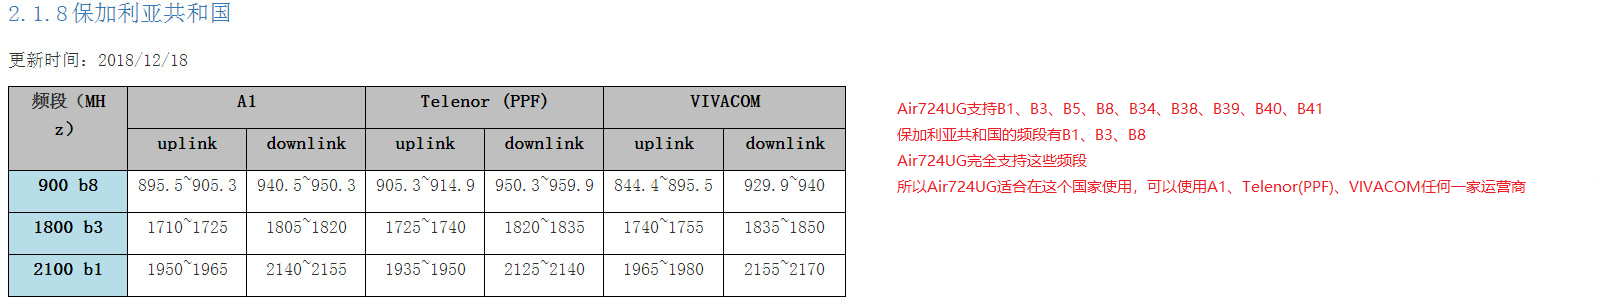 2.1.8保加利亚共和国
更新时间：2018/12/18
频段（MHz） A1 Telenor (PPF) VIVACOM
uplink downlink uplink downlink uplink downlink
900 b8 895.5~905.3 940.5~950.3 905.3~914.9 950.3~959.9 844.4~895.5 929.9~940
1800 b3 1710~1725 1805~1820 1725~1740 1820~1835 1740~1755 1835~1850
2100 b1 1950~1965 2140~2155 1935~1950 2125~2140 1965~1980 2155~2170
Air724UG支持B1、B3、B5、B8、B34、B38、B39、B40、B41
保加利亚共和国的频段有B1、B3、B8
Air724UG完全支持这些频段
所以Air724UG适合在这个国家使用，可以使用A1、Telenor(PPF)、VIVACOM任何一家运营商